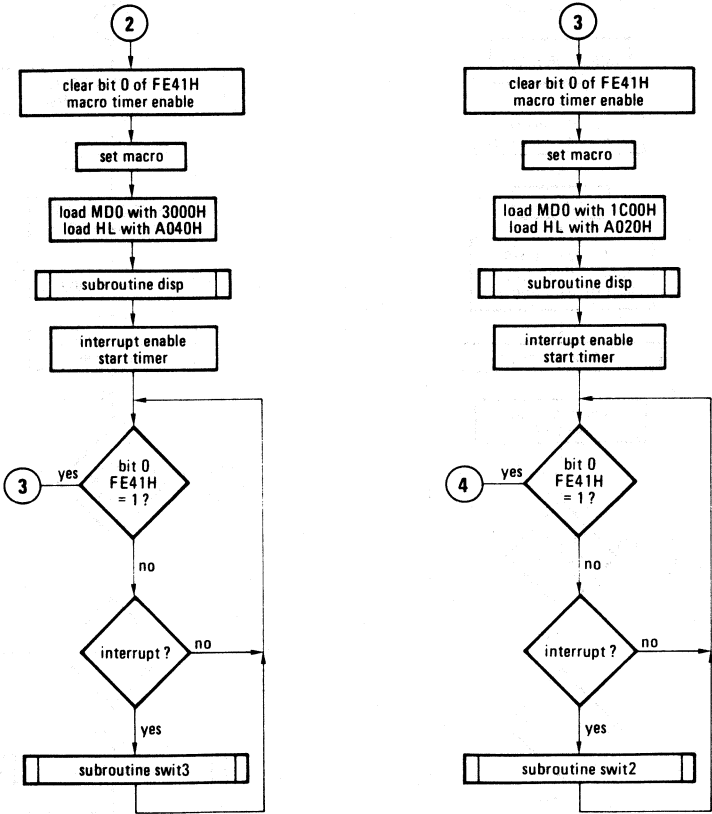 2
clear bit 0 of FE41H
macro timer enable
set macro
load MD0 with 3000H
load HL with A040H
subroutine disp
interrupt enable
start timer
bit 0
FE41H
= 1 ?
yes
3
no
interrupt ?
no
yes
subroutine swit3
3
clear bit 0 of FE41H
macro timer enable
set macro
load MD0 with 1C00H
load HL with A020H
subroutine disp
interrupt enable
start timer
bit 0
FE41H
= 1 ?
yes
4
no
interrupt ?
no
yes
subroutine swit2